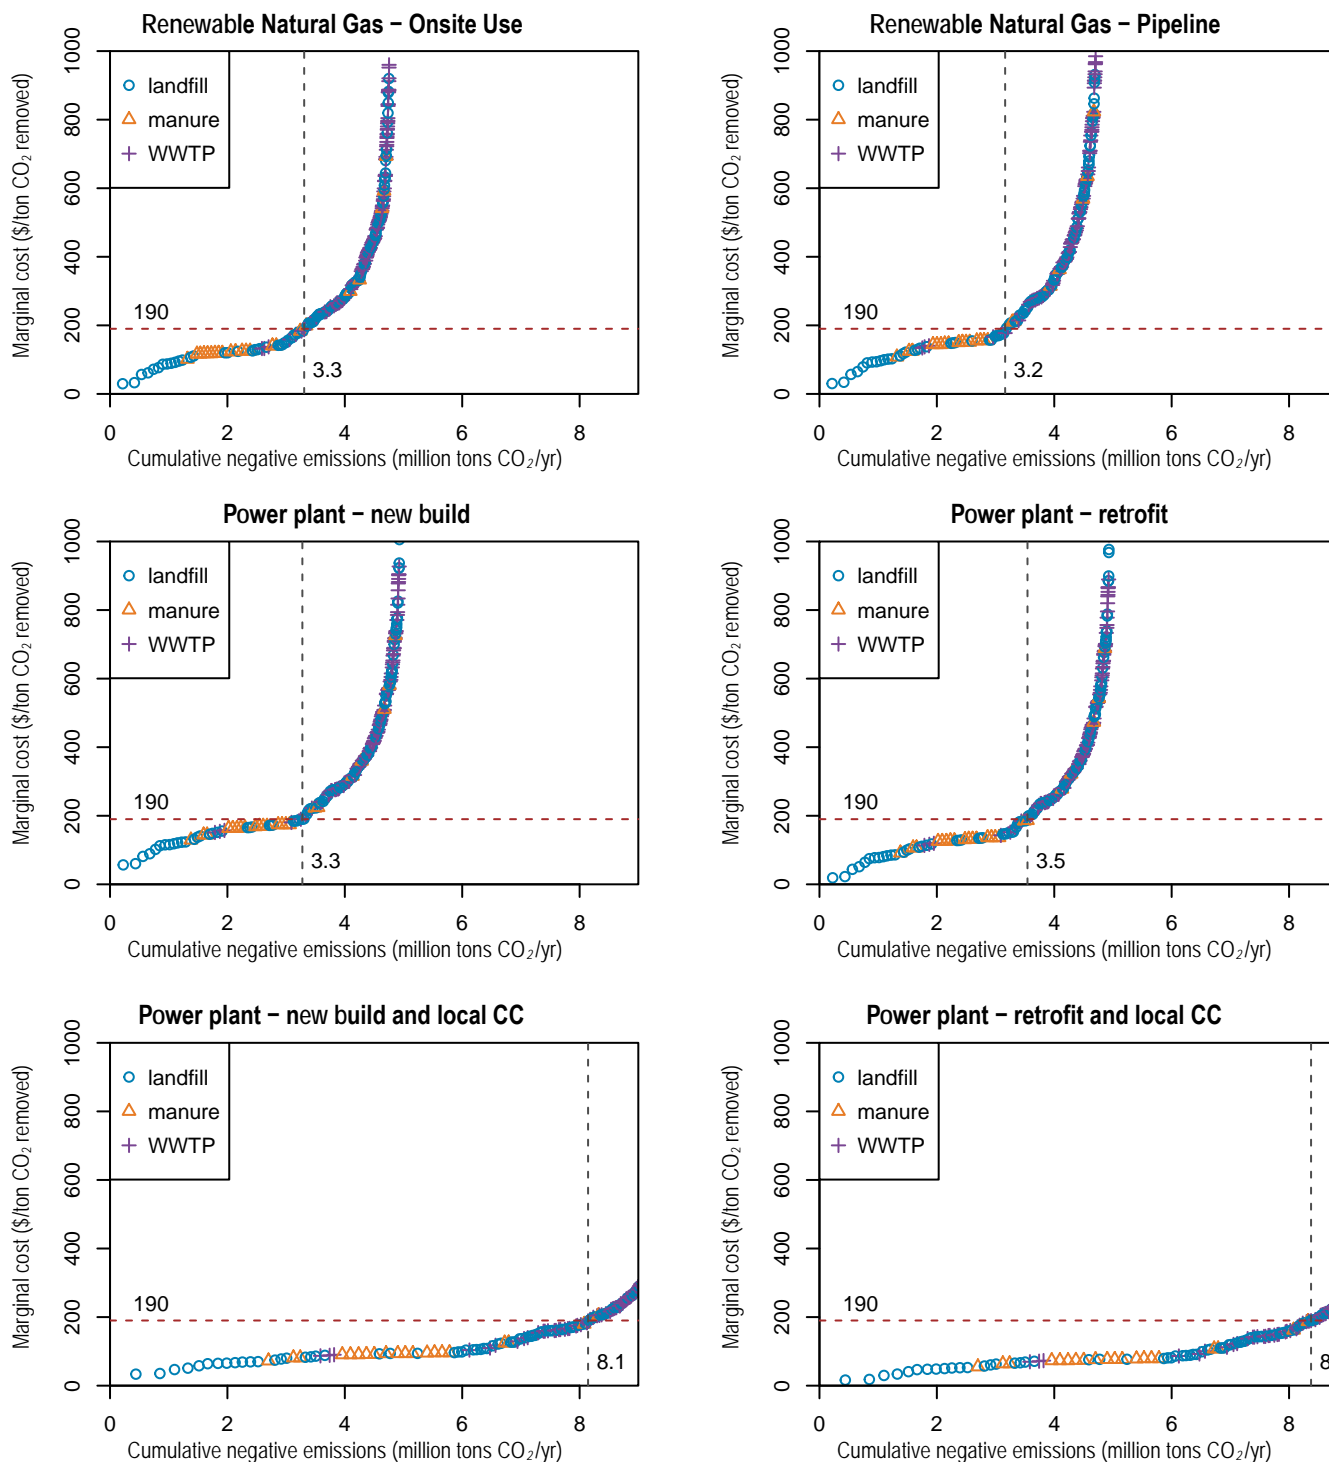 Renewable Natural Gas − Onsite Use
Marginal cost ($/ton CO₂ removed)
0 200 400 600 800 1000
landfill
manure
WWTP
190
3.3
0 2 4 6 8
Cumulative negative emissions (million tons CO₂/yr)
Renewable Natural Gas − Pipeline
Marginal cost ($/ton CO₂ removed)
0 200 400 600 800 1000
landfill
manure
WWTP
190
3.2
0 2 4 6 8
Cumulative negative emissions (million tons CO₂/yr)
Power plant − new build
Marginal cost ($/ton CO₂ removed)
0 200 400 600 800 1000
landfill
manure
WWTP
190
3.3
0 2 4 6 8
Cumulative negative emissions (million tons CO₂/yr)
Power plant − retrofit
Marginal cost ($/ton CO₂ removed)
0 200 400 600 800 1000
landfill
manure
WWTP
190
3.5
0 2 4 6 8
Cumulative negative emissions (million tons CO₂/yr)
Power plant − new build and local CC
Marginal cost ($/ton CO₂ removed)
0 200 400 600 800 1000
landfill
manure
WWTP
190
8.1
0 2 4 6 8
Cumulative negative emissions (million tons CO₂/yr)
Power plant − retrofit and local CC
Marginal cost ($/ton CO₂ removed)
0 200 400 600 800 1000
landfill
manure
WWTP
190
0 2 4 6 8
Cumulative negative emissions (million tons CO₂/yr)